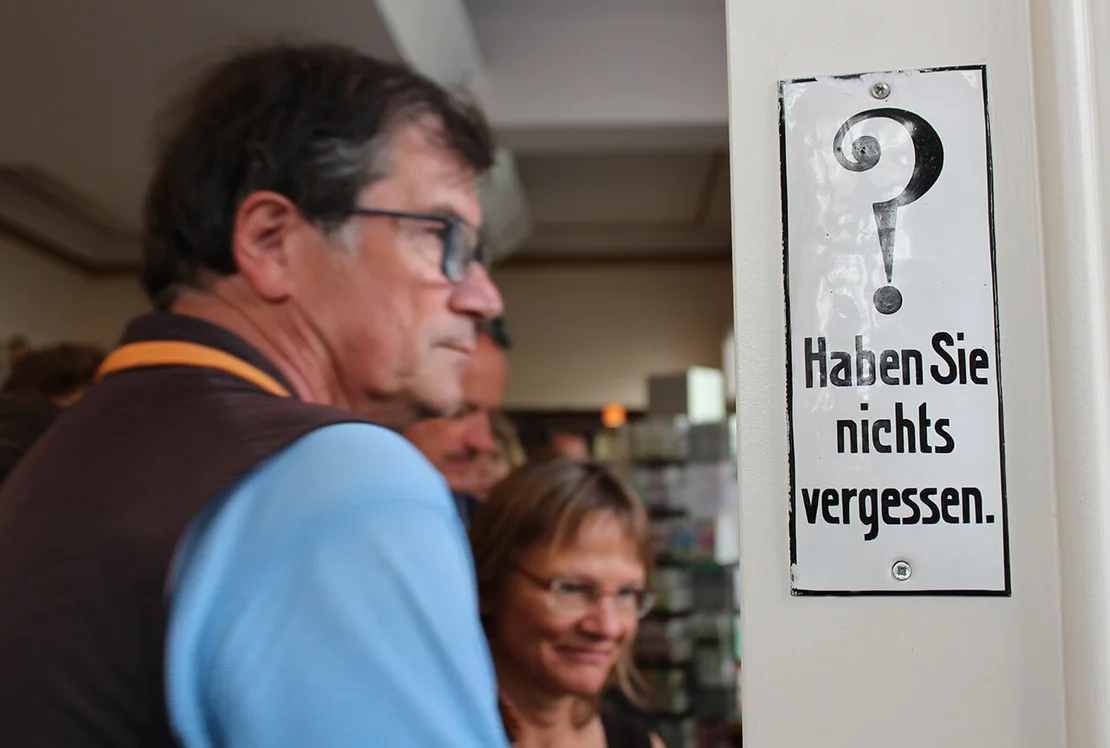 ?
Haben Sie
nichts
vergessen.